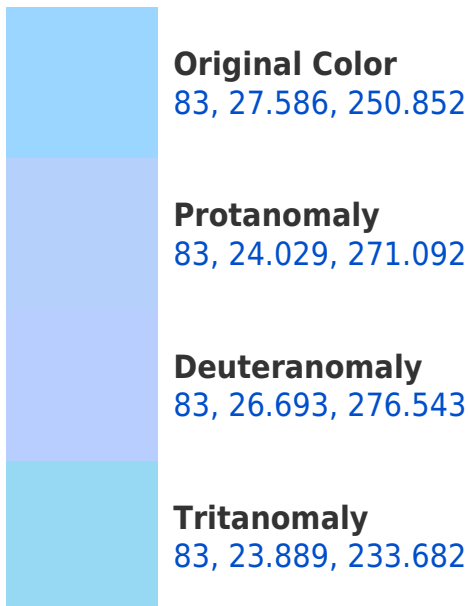 Original Color
83, 27.586, 250.852
Protanomaly
83, 24.029, 271.092
Deuteranomaly
83, 26.693, 276.543
Tritanomaly
83, 23.889, 233.682